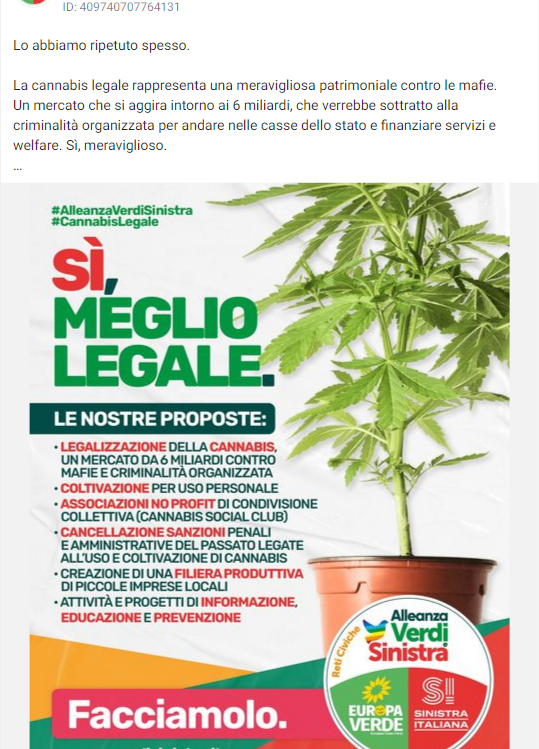 ID: 409740707764131
Lo abbiamo ripetuto spesso.
La cannabis legale rappresenta una meravigliosa patrimoniale contro le mafie.
Un mercato che si aggira intorno ai 6 miliardi, che verrebbe sottratto alla
criminalità organizzata per andare nelle casse dello stato e finanziare servizi e
welfare. Sì, meraviglioso.
...
#AlleanzaVerdiSinistra
#CannabisLegale
SÌ,
MEGLIO
LEGALE.
LE NOSTRE PROPOSTE:
• LEGALIZZAZIONE DELLA CANNABIS,
UN MERCATO DA 6 MILIARDI CONTRO
MAFIE E CRIMINALITÀ ORGANIZZATA
• COLTIVAZIONE PER USO PERSONALE
• ASSOCIAZIONI NO PROFIT DI CONDIVISIONE
COLLETTIVA (CANNABIS SOCIAL CLUB)
• CANCELLAZIONE SANZIONI PENALI
E AMMINISTRATIVE DEL PASSATO LEGATE
ALL'USO E COLTIVAZIONE DI CANNABIS
• CREAZIONE DI UNA FILIERA PRODUTTIVA
DI PICCOLE IMPRESE LOCALI
• ATTIVITÀ E PROGETTI DI INFORMAZIONE,
EDUCAZIONE E PREVENZIONE
Reti Civiche
Alleanza
Verdi
Sinistra
EUROPA
VERDE
SI
SINISTRA
ITALIANA
Facciamolo.